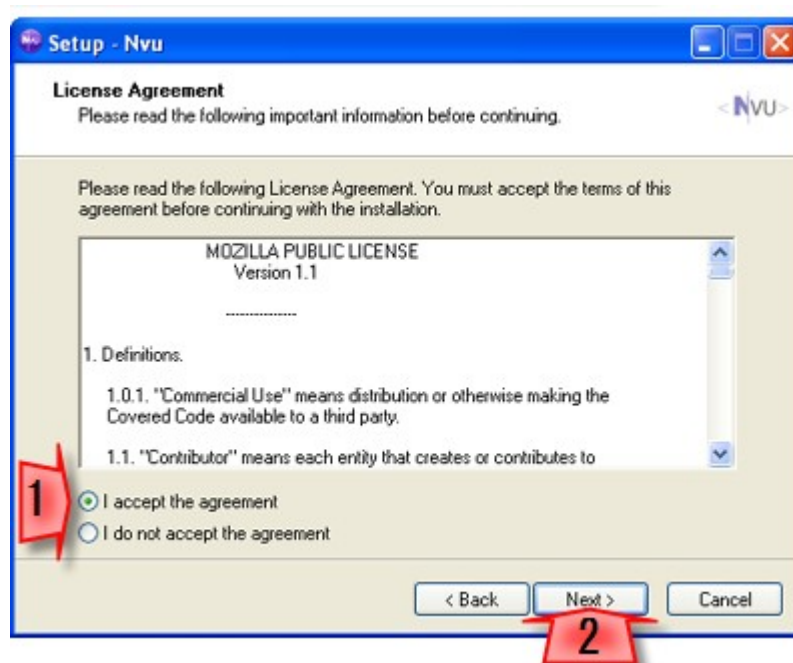 Setup - Nvu
License Agreement
Please read the following important information before continuing.
<NVU>
Please read the following License Agreement. You must accept the terms of this
agreement before continuing with the installation.
MOZILLA PUBLIC LICENSE
Version 1.1
---------------
1. Definitions.
1.0.1. "Commercial Use" means distribution or otherwise making the
Covered Code available to a third party.
1.1. "Contributor" means each entity that creates or contributes to
1
I accept the agreement
I do not accept the agreement
< Back
Next >
Cancel
2